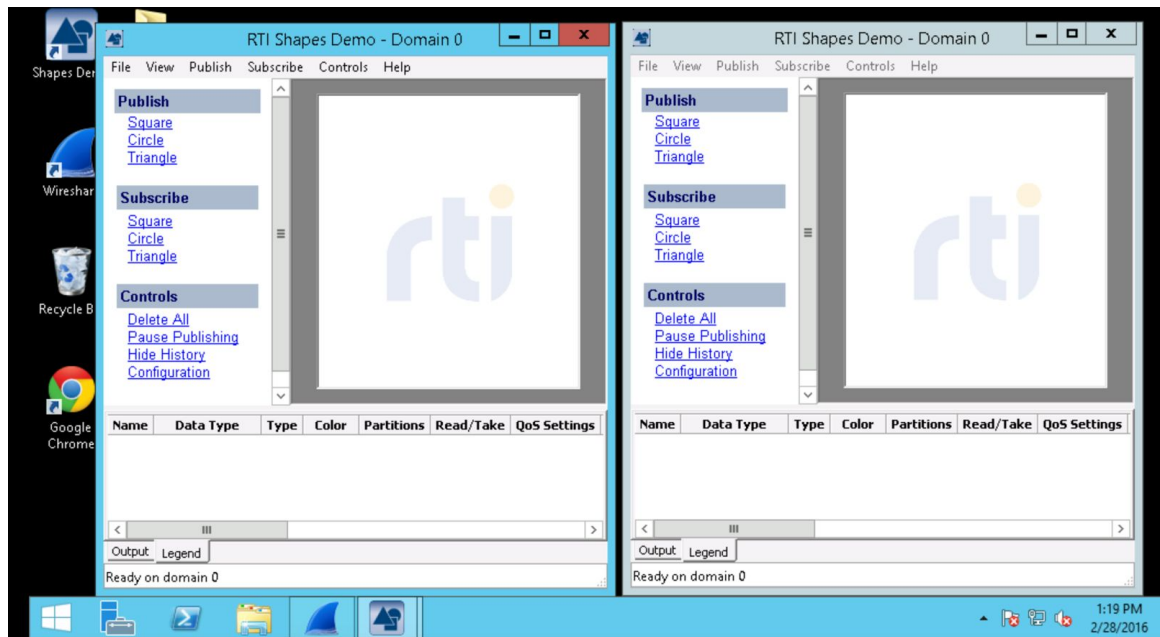 Shapes Der
Wireshar
Recycle B
Google
Chrome
RTI Shapes Demo - Domain 0
File View Publish Subscribe Controls Help
Publish
Square
Circle
Triangle
Subscribe
Square
Circle
Triangle
Controls
Delete All
Pause Publishing
Hide History
Configuration
rti
Name Data Type Type Color Partitions Read/Take QoS Settings
Output Legend
Ready on domain 0
RTI Shapes Demo - Domain 0
File View Publish Subscribe Controls Help
Publish
Square
Circle
Triangle
Subscribe
Square
Circle
Triangle
Controls
Delete All
Pause Publishing
Hide History
Configuration
rti
Name Data Type Type Color Partitions Read/Take QoS Settings
Output Legend
Ready on domain 0
1:19 PM
2/28/2016